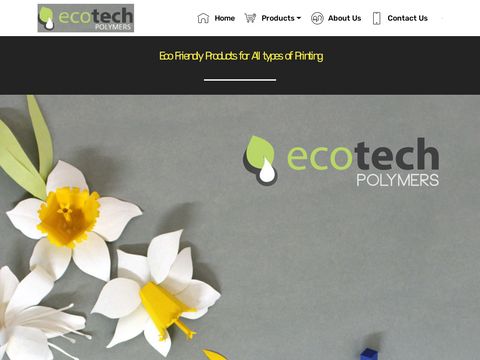 ecotech
POLYMERS
Home
Products
About Us
Contact Us
Eco Friendly Products for All types of Printing
ecotech
POLYMERS